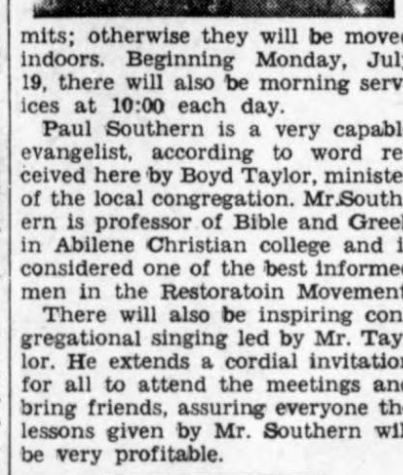 mits; otherwise they will be move
indoors. Beginning Monday, Jul
19, there will also be morning serv
ices at 10:00 each day.
Paul Southern is a very capabl
evangelist, according to word re
ceived here by Boyd Taylor, ministe
of the local congregation. Mr.South
ern is professor of Bible and Gree
in Abilene Christian college and i
considered one of the best informe
men in the Restoratoin Movement
There will also be inspiring con
gregational singing led by Mr. Tay
lor. He extends a cordial invitatio
for all to attend the meetings an
bring friends, assuring everyone th
lessons given by Mr. Southern wil
be very profitable.